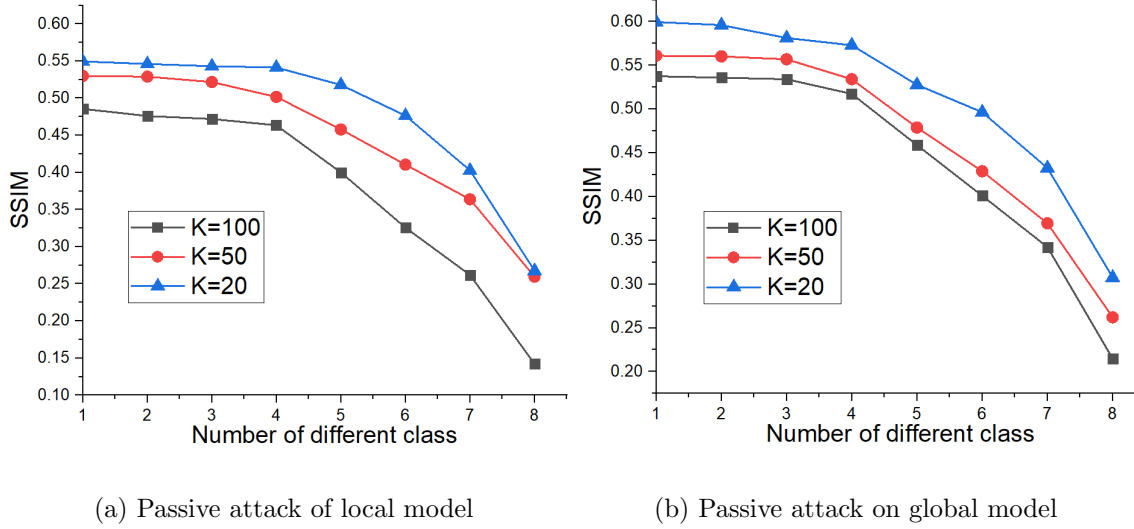 0.60
0.55
0.50
0.45
0.40
0.35
0.30
0.25
0.20
0.15
0.10
SSIM
K=100
K=50
K=20
1 2 3 4 5 6 7 8
Number of different class
(a) Passive attack of local model
0.60
0.55
0.50
0.45
0.40
0.35
0.30
0.25
0.20
SSIM
K=100
K=50
K=20
1 2 3 4 5 6 7 8
Number of different class
(b) Passive attack on global model